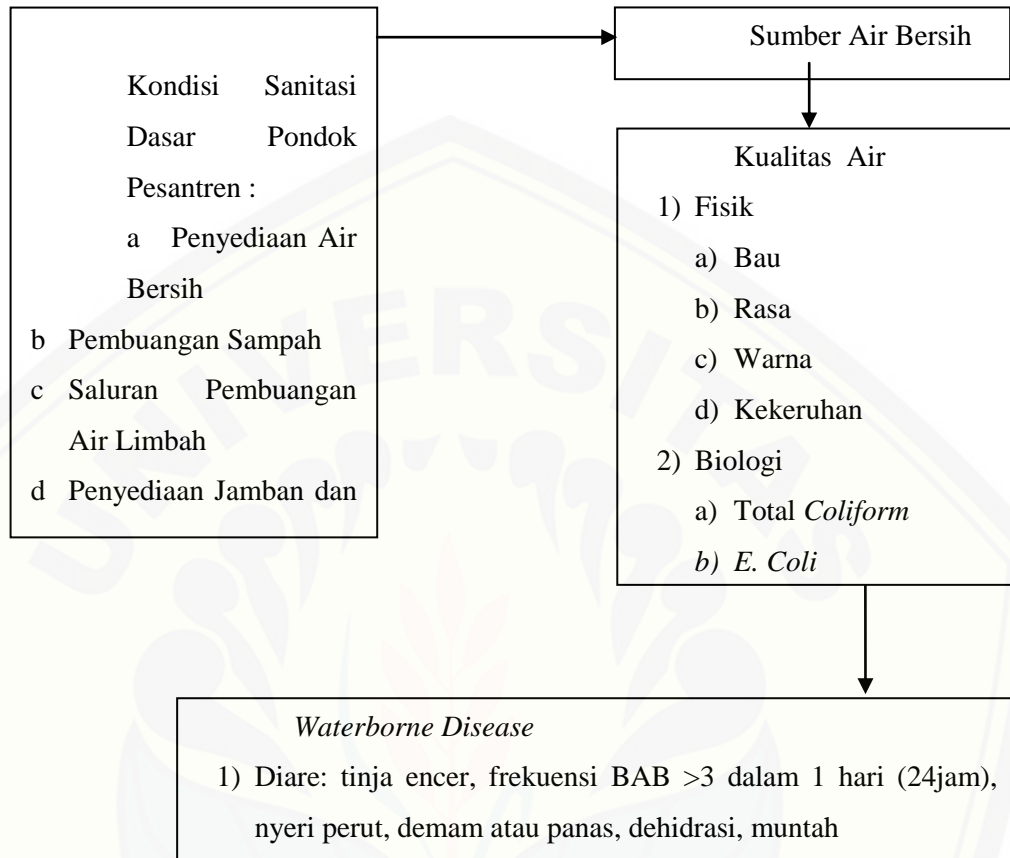 Kondisi Sanitasi
Dasar Pondok
Pesantren :
a Penyediaan Air
Bersih
b Pembuangan Sampah
c Saluran Pembuangan
Air Limbah
d Penyediaan Jamban dan
Sumber Air Bersih
Kualitas Air
1) Fisik
a) Bau
b) Rasa
c) Warna
d) Kekeruhan
2) Biologi
a) Total Coliform
b) E. Coli
Waterborne Disease
1) Diare: tinja encer, frekuensi BAB >3 dalam 1 hari (24jam),
nyeri perut, demam atau panas, dehidrasi, muntah
UNIVERSITAS